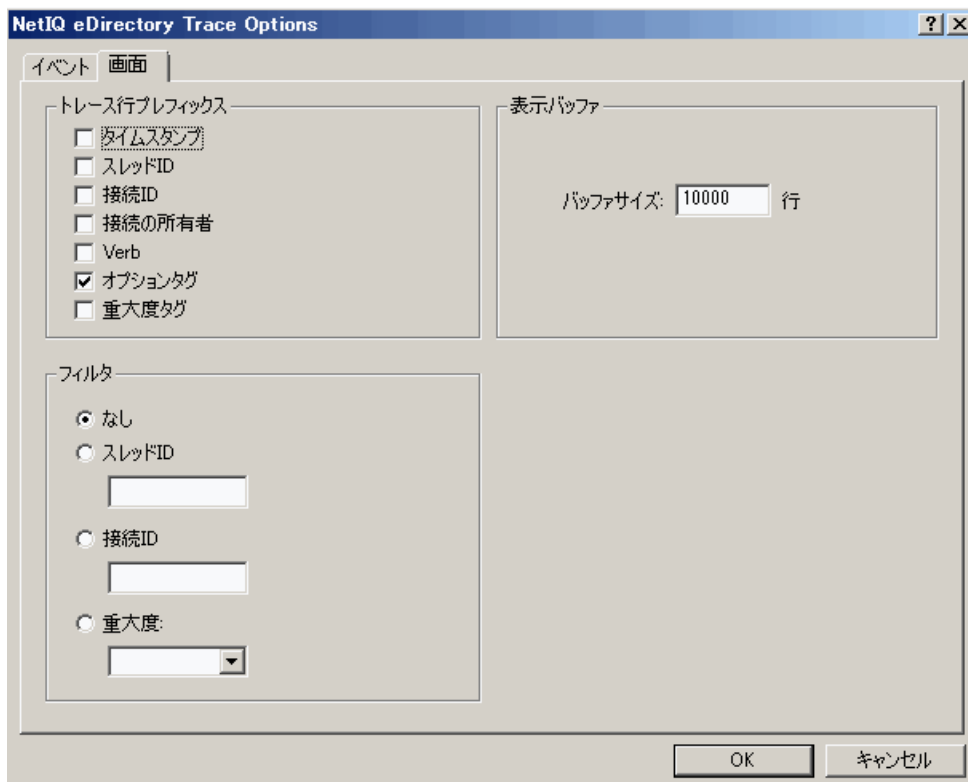 NetIQ eDirectory Trace Options
イベント 画面
トレース行プレフィックス
タイムスタンプ
スレッドID
接続ID
接続の所有者
Verb
オプションタグ
重大度タグ
表示バッファ
バッファサイズ: 10000 行
フィルタ
なし
スレッドID
接続ID
重大度:
OK キャンセル